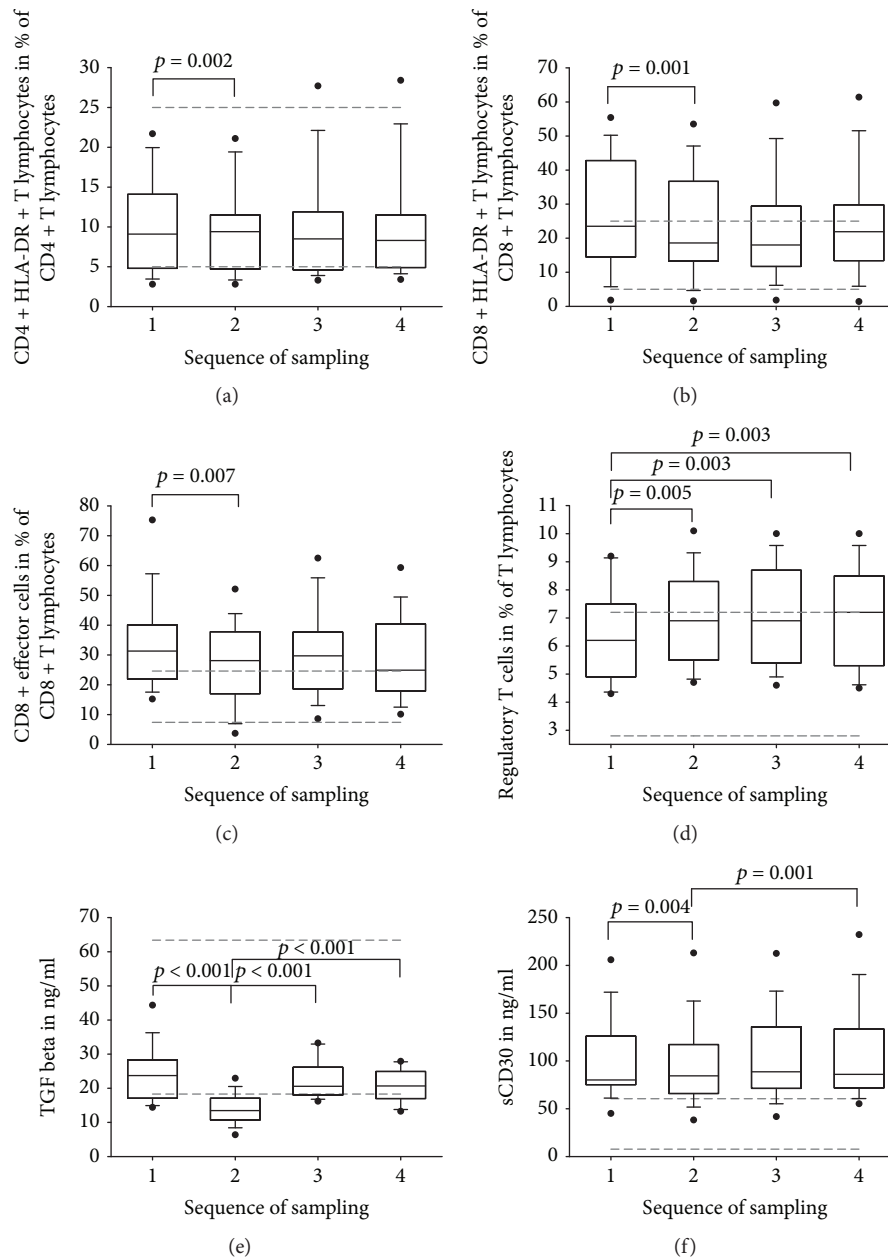 p = 0.002
CD4 + HLA-DR + T lymphocytes in % of
CD4 + T lymphocytes
30
25
20
15
10
5
0
1 2 3 4
Sequence of sampling
(a)
p = 0.001
CD8 + HLA-DR + T lymphocytes in % of
CD8 + T lymphocytes
70
60
50
40
30
20
10
0
1 2 3 4
Sequence of sampling
(b)
p = 0.007
CD8 + effector cells in % of
CD8 + T lymphocytes
80
70
60
50
40
30
20
10
0
1 2 3 4
Sequence of sampling
(c)
p = 0.003
p = 0.003
p = 0.005
Regulatory T cells in % of T lymphocytes
11
10
9
8
7
6
5
4
3
1 2 3 4
Sequence of sampling
(d)
p < 0.001
p < 0.001 p < 0.001
TGF beta in ng/ml
70
60
50
40
30
20
10
0
1 2 3 4
Sequence of sampling
(e)
p = 0.001
p = 0.004
sCD30 in ng/ml
250
200
150
100
50
0
1 2 3 4
Sequence of sampling
(f)